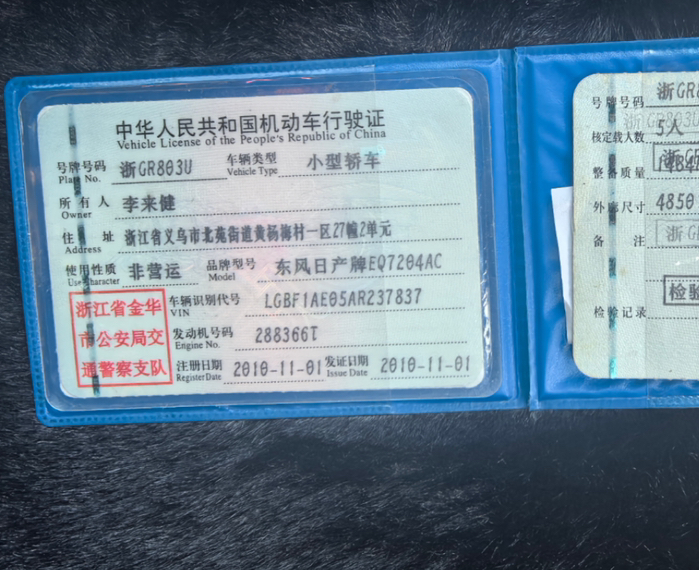 中华人民共和国机动车行驶证
Vehicle License of the People's Republic of China
号牌号码 浙GR803U 车辆类型 小型轿车
Plate No. Vehicle Type
所有人 李来健
Owner
住址 浙江省义乌市北苑街道黄杨梅村一区27幢2单元
Address
使用性质 非营运 品牌型号 东风日产牌EQ7204AC
Use Character Model
浙江省金华
市公安局交
通警察支队
车辆识别代号 LGBF1AE05AR237837
VIN
发动机号码 288366T
Engine No.
注册日期 2010-11-01 发证日期 2010-11-01
Register Date Issue Date
号牌号码 浙GR8
核定载人数 5人
整备质量
外廓尺寸 4850
备注
检验
检验记录